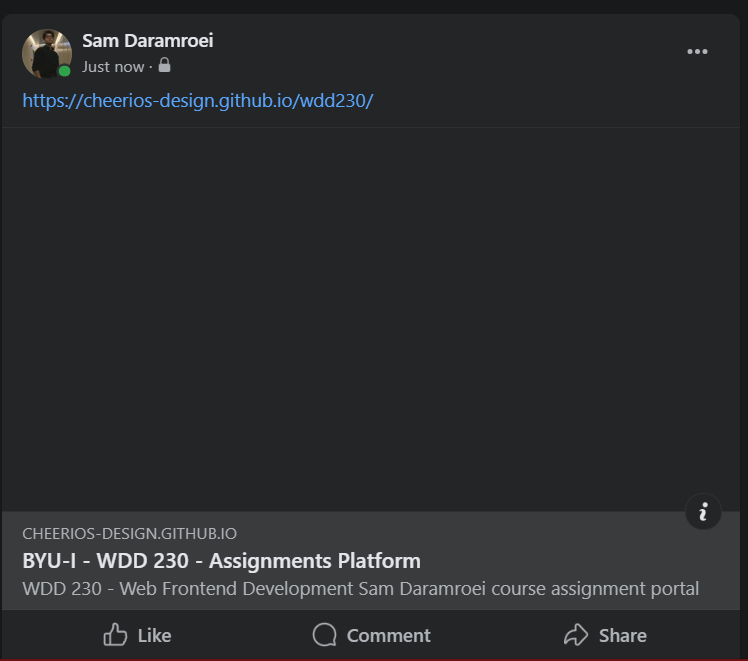 Sam Daramroei
Just now ·
https://cheerios-design.github.io/wdd230/
i
CHEERIOS-DESIGN.GITHUB.IO
BYU-I - WDD 230 - Assignments Platform
WDD 230 - Web Frontend Development Sam Daramroei course assignment portal
Like Comment Share